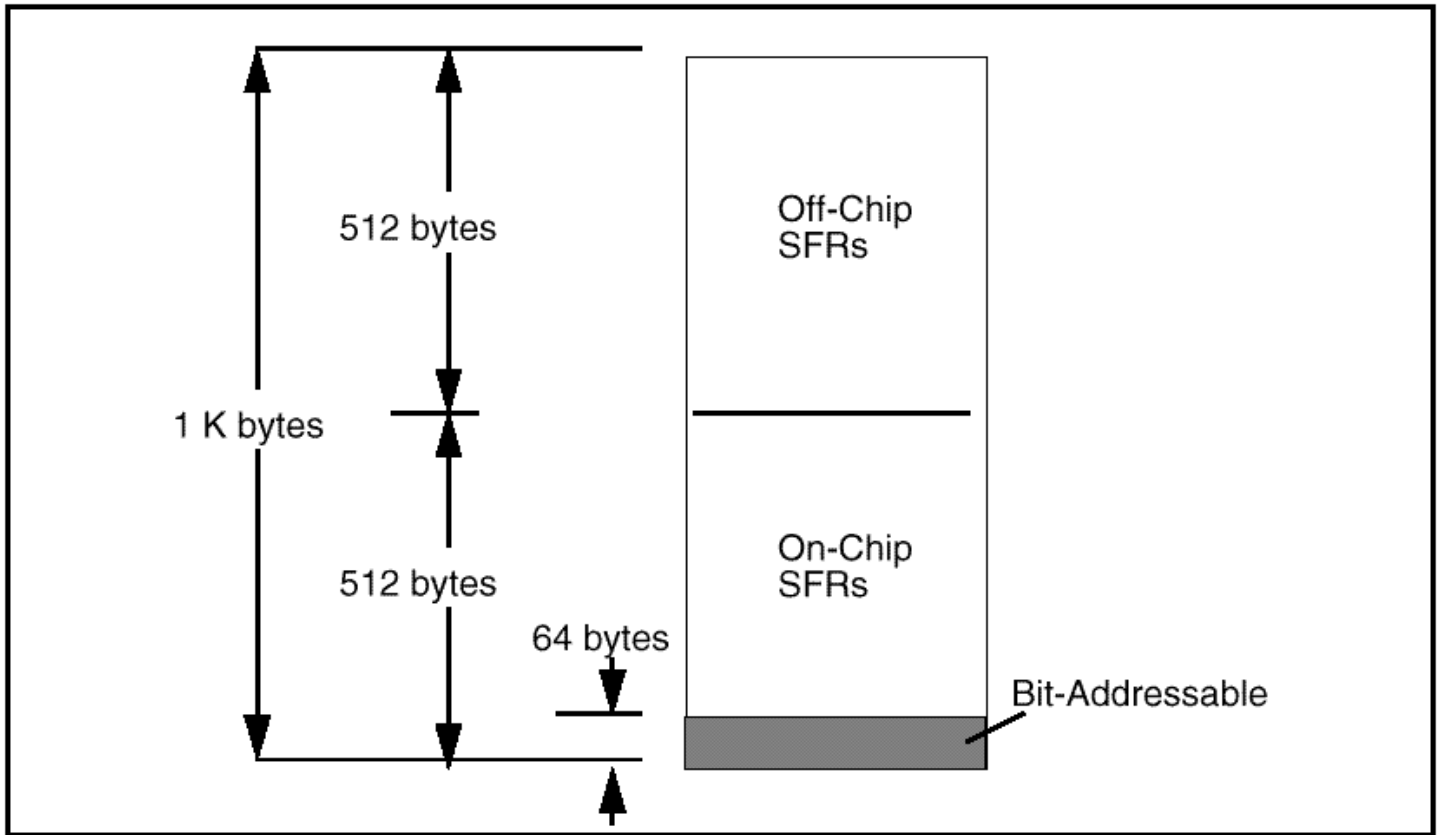 512 bytes
Off-Chip
SFRs
1 K bytes
512 bytes
On-Chip
SFRs
64 bytes
Bit-Addressable